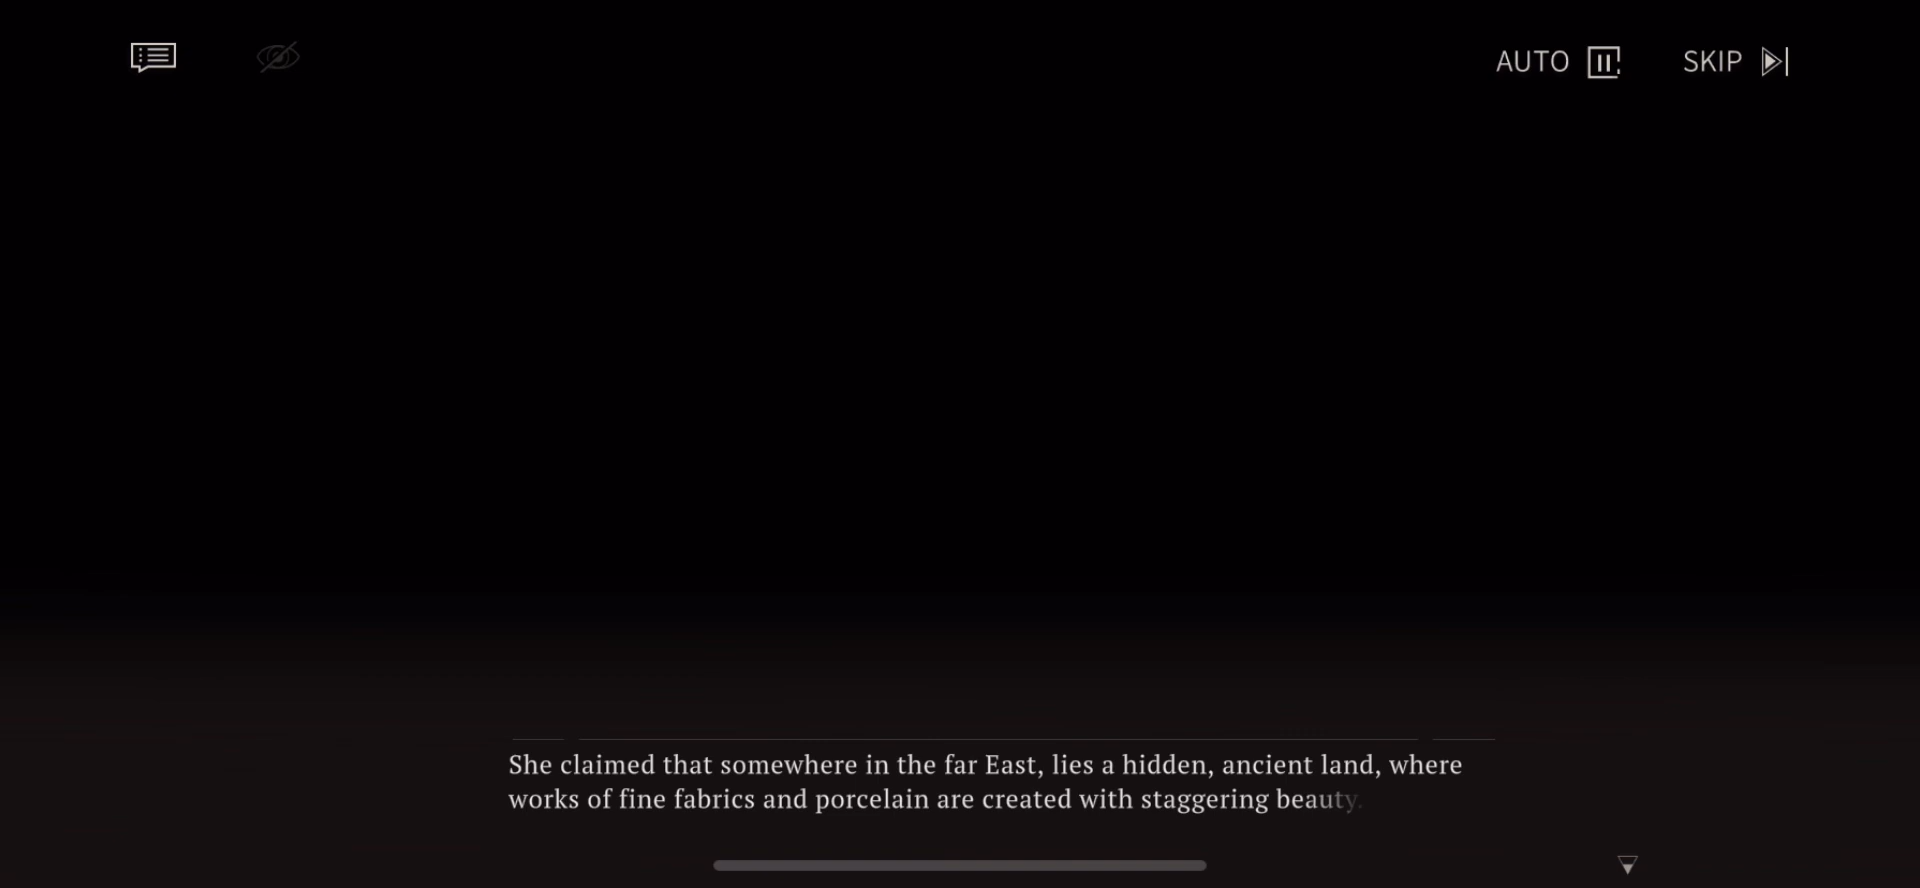 AUTO
SKIP
She claimed that somewhere in the far East, lies a hidden, ancient land, where
works of fine fabrics and porcelain are created with staggering beauty.